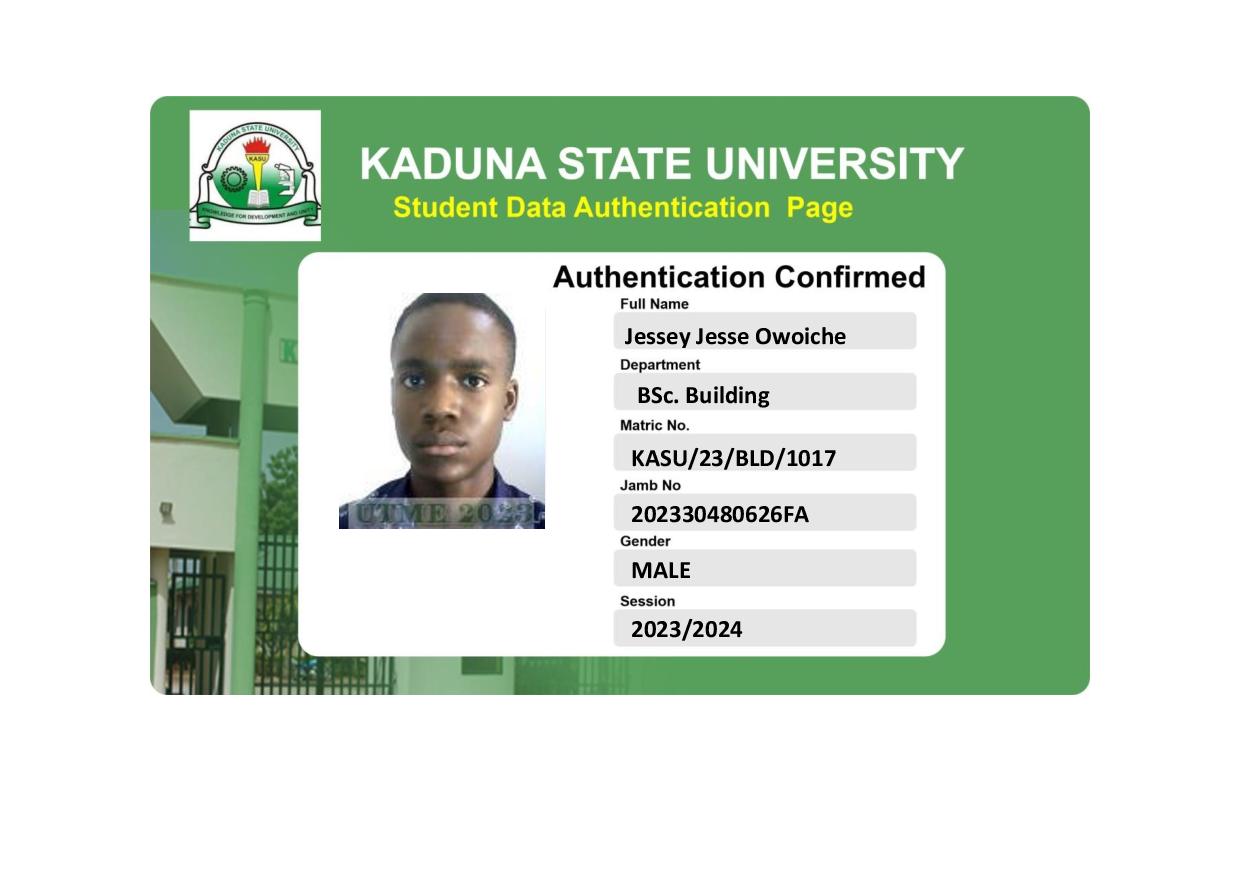 KADUNA STATE UNIVERSITY
KASU
KNOWLEDGE FOR DEVELOPMENT AND UNITY
KADUNA STATE UNIVERSITY
Student Data Authentication Page
Authentication Confirmed
Full Name
Jessey Jesse Owoiche
Department
BSc. Building
Matric No.
KASU/23/BLD/1017
Jamb No
202330480626FA
Gender
MALE
Session
2023/2024
UTME 2023
K